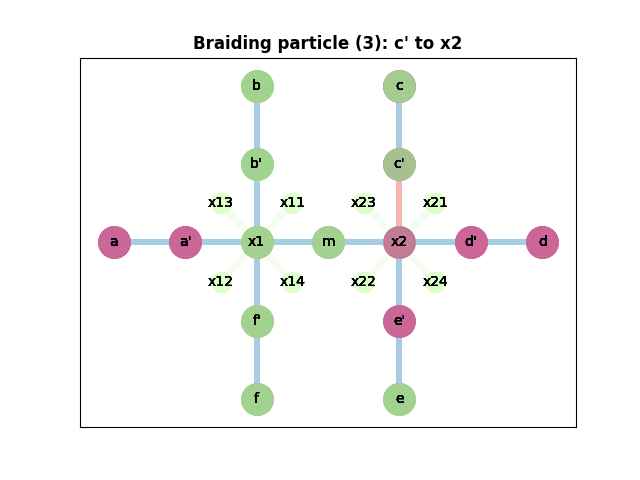 Braiding particle (3): c' to x2
b c
b' c'
x13 x11 x23 x21
a a' x1 m x2 d' d
x12 x14 x22 x24
f' e'
f e